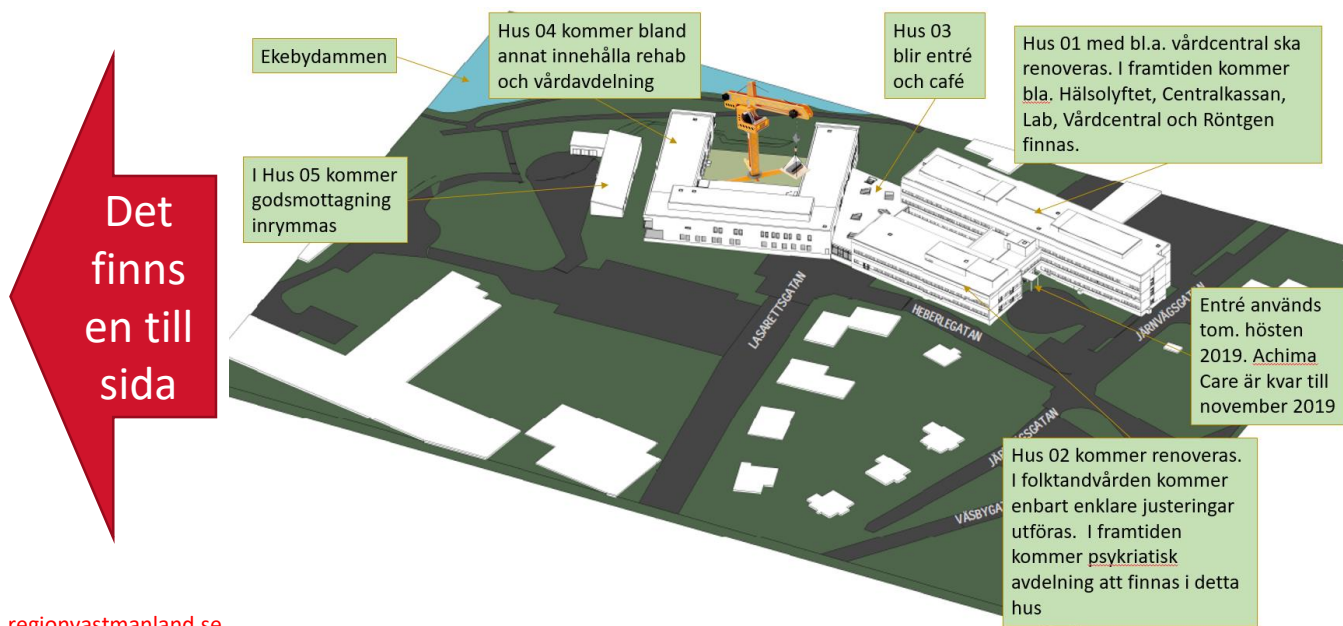 Det
finns
en till
sida
Ekebydammen
Hus 04 kommer bland
annat innehålla rehab
och vårdavdelning
Hus 03
blir entré
och café
Hus 01 med bl.a. vårdcentral ska
renoveras. I framtiden kommer
bla. Hälsolyftet, Centralkassan,
Lab, Vårdcentral och Röntgen
finnas.
I Hus 05 kommer
godsmottagning
inrymmas
LASARETTSGATAN
HEBERLEGATAN
JÄRNVÄGSGATAN
Entré används
tom. hösten
2019. Achima
Care är kvar till
november 2019
Hus 02 kommer renoveras.
I folktandvården kommer
enbart enklare justeringar
utföras.  I framtiden
kommer psykriatisk
avdelning att finnas i detta
hus
regionvastmanland.se